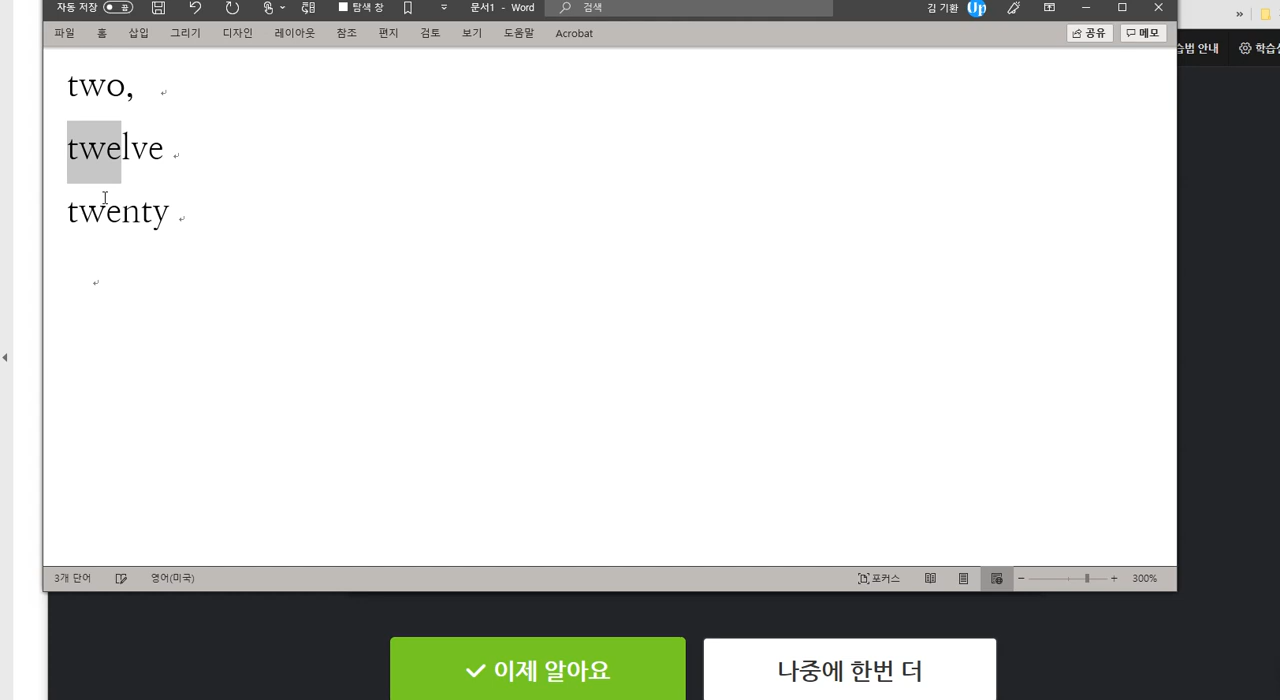 자동 저장 끔 탐색 창 문서1 - Word 검색 김 기환 Up
파일 홈 삽입 그리기 디자인 레이아웃 참조 편지 검토 보기 도움말 Acrobat 공유 메모
습법 안내
two,
twelve
twenty
3개 단어 영어(미국) 포커스 300%
이제 알아요 나중에 한번 더